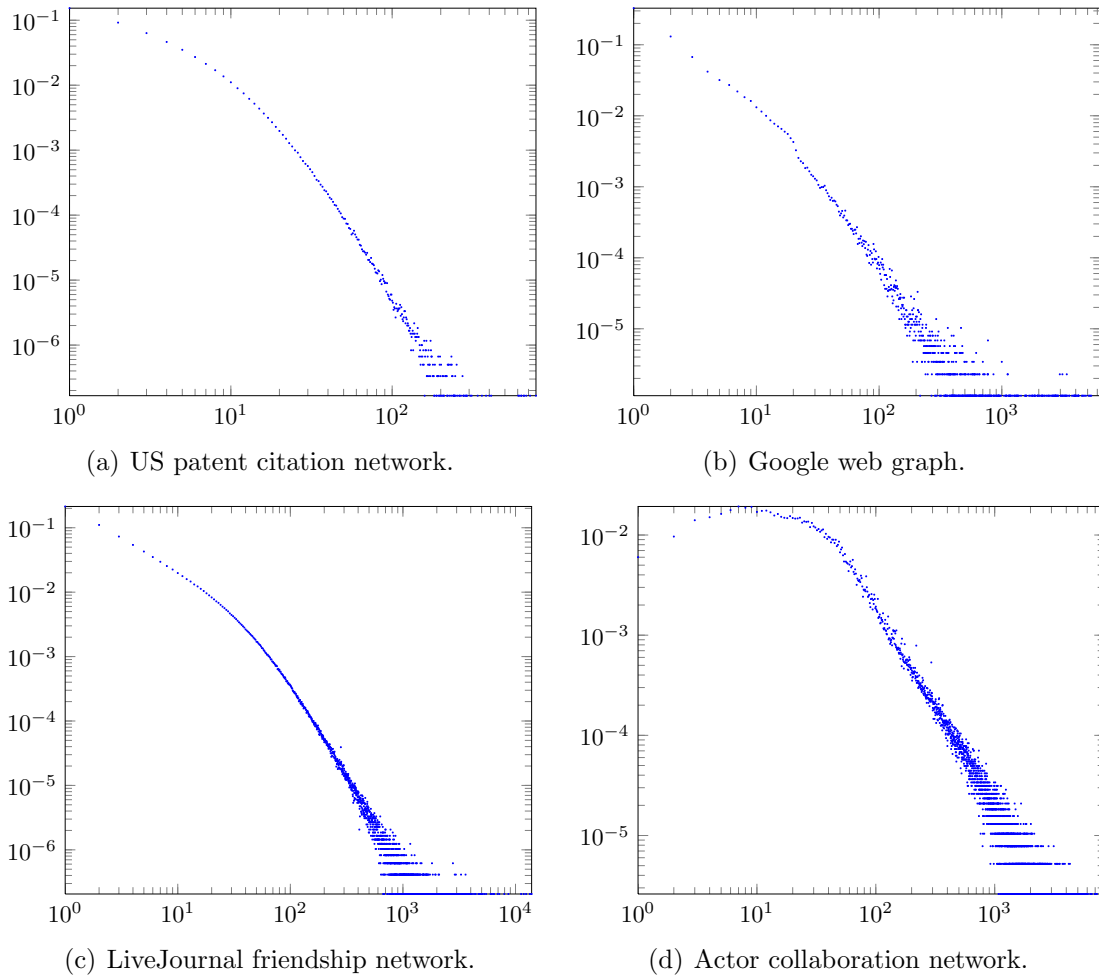 10^{-1}
10^{-2}
10^{-3}
10^{-4}
10^{-5}
10^{-6}
10^0 10^1 10^2
(a) US patent citation network.
10^{-1}
10^{-2}
10^{-3}
10^{-4}
10^{-5}
10^0 10^1 10^2 10^3
(b) Google web graph.
10^{-1}
10^{-2}
10^{-3}
10^{-4}
10^{-5}
10^{-6}
10^0 10^1 10^2 10^3 10^4
(c) LiveJournal friendship network.
10^{-2}
10^{-3}
10^{-4}
10^{-5}
10^0 10^1 10^2 10^3
(d) Actor collaboration network.